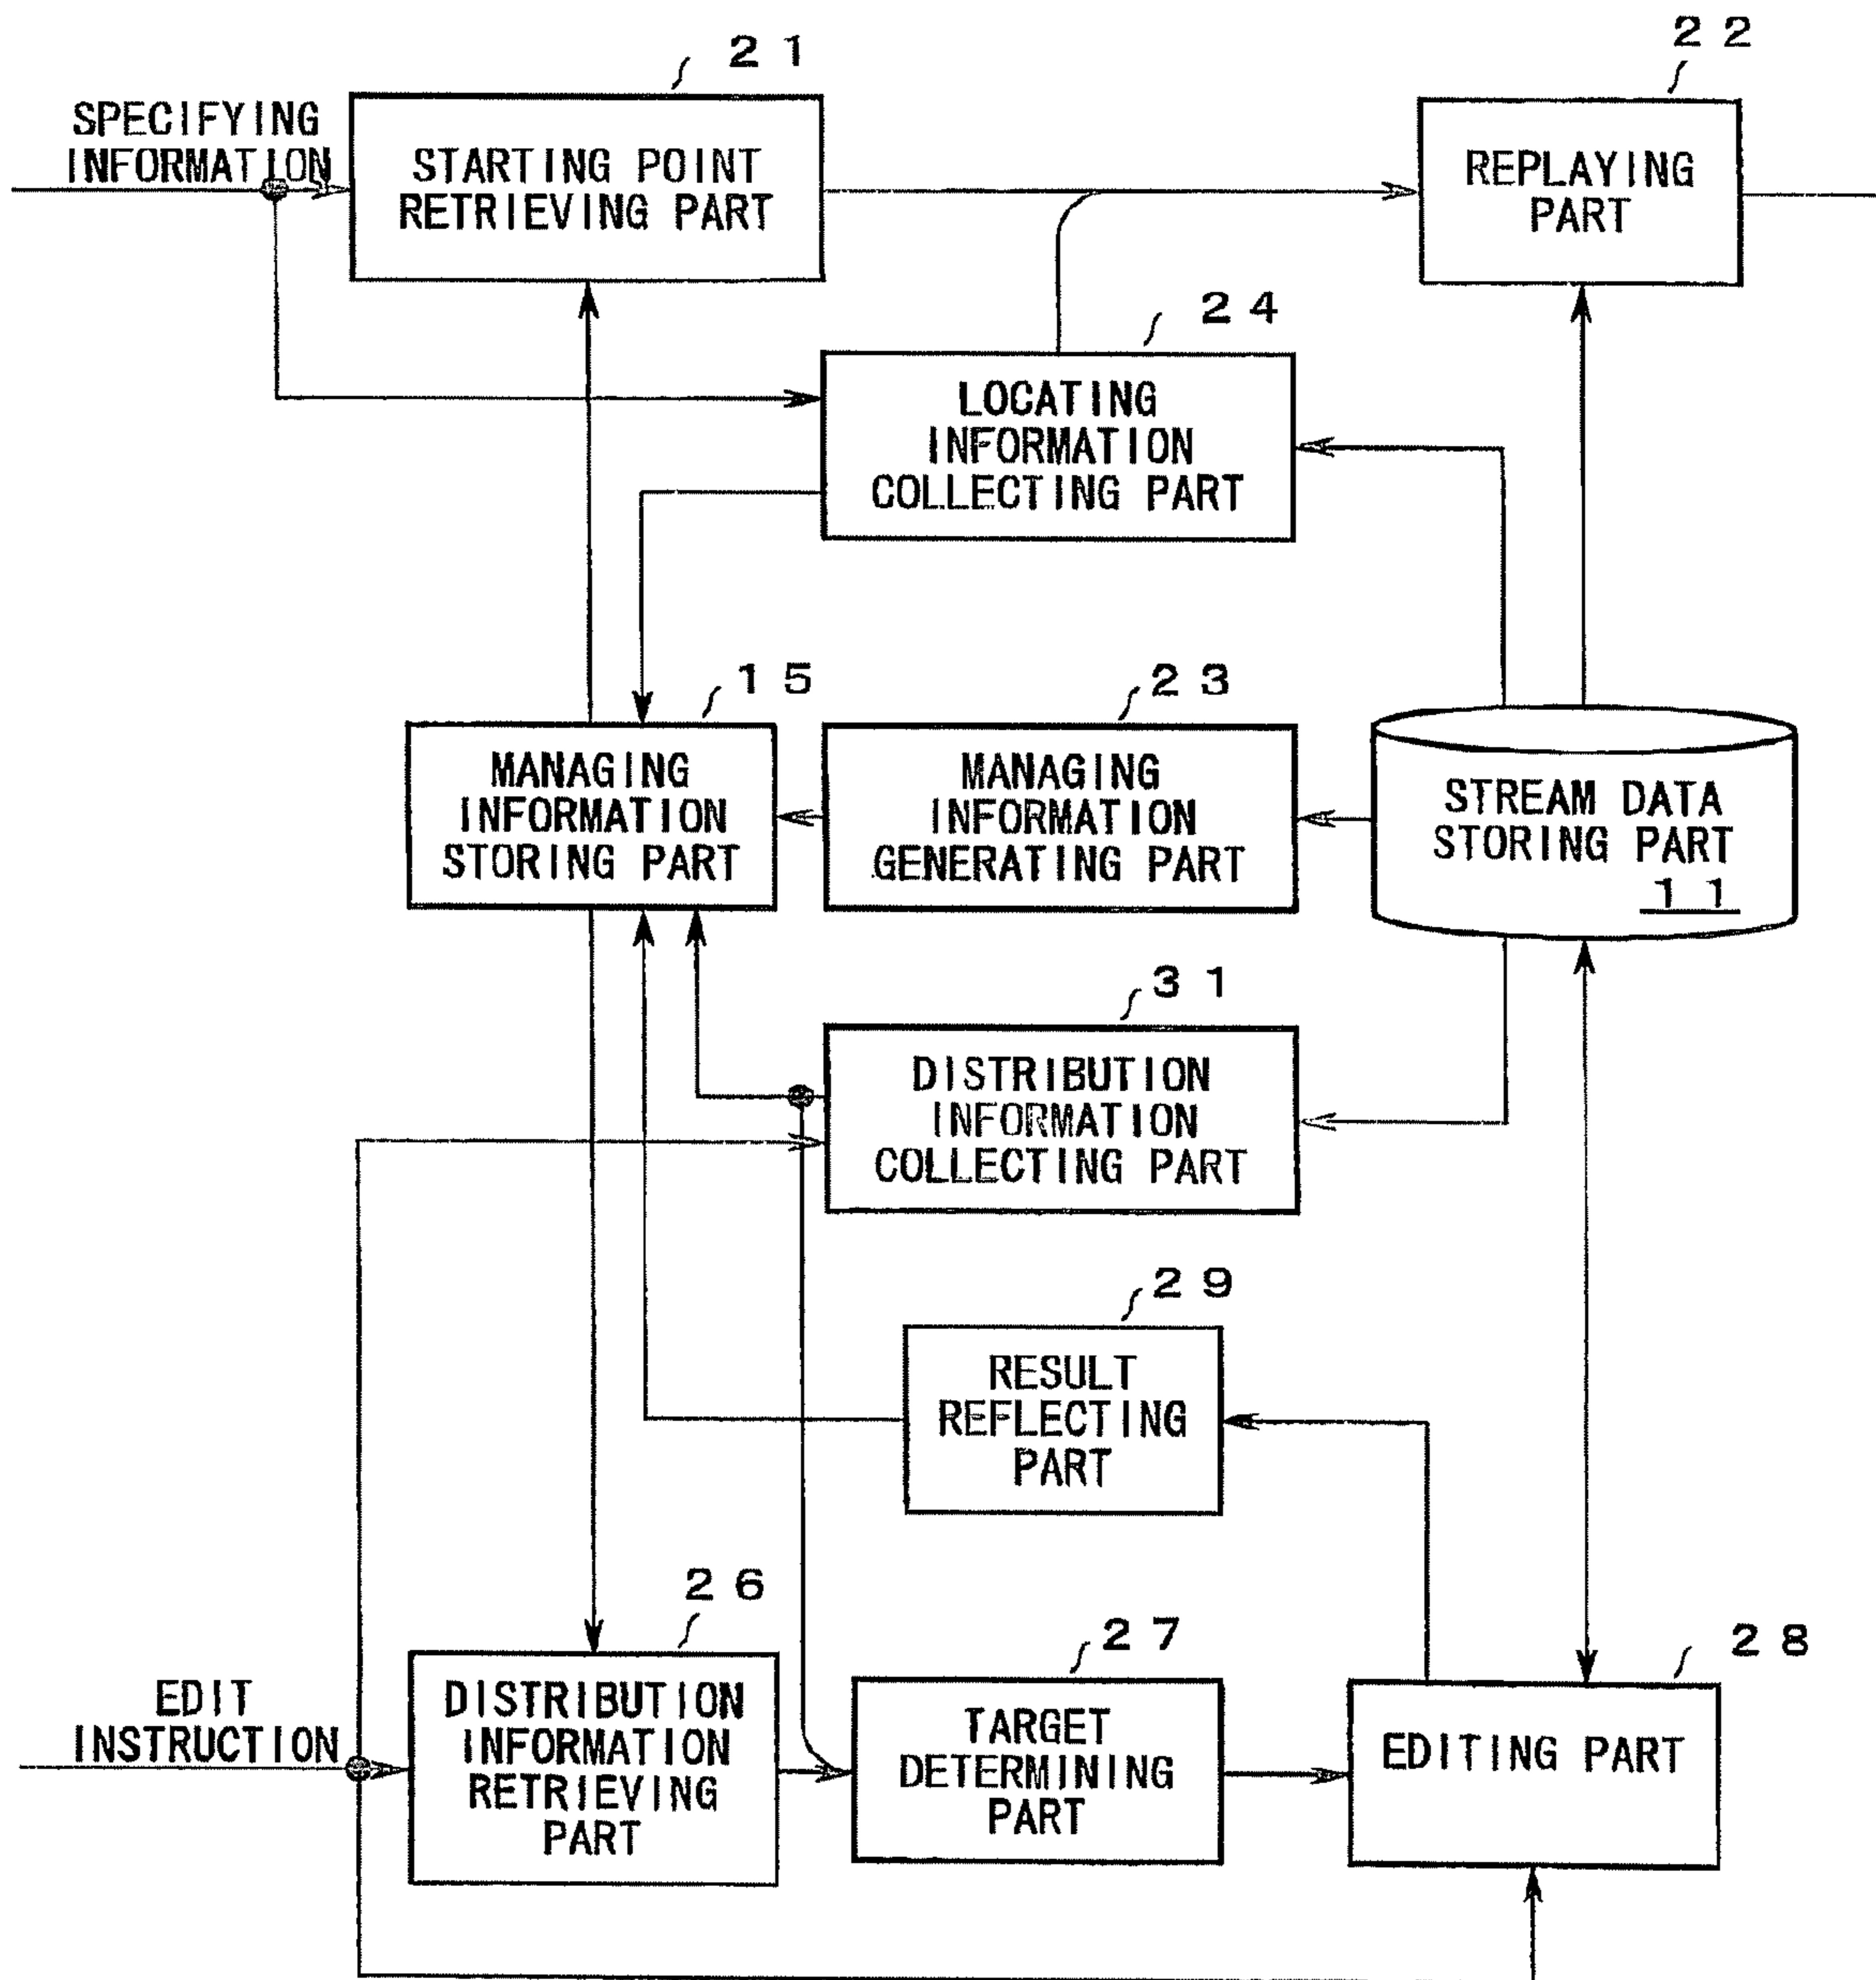 21
22
SPECIFYING
INFORMATION
STARTING POINT
RETRIEVING PART
REPLAYING
PART
24
LOCATING
INFORMATION
COLLECTING PART
15
23
MANAGING
INFORMATION
STORING PART
MANAGING
INFORMATION
GENERATING PART
STREAM DATA
STORING PART
11
31
DISTRIBUTION
INFORMATION
COLLECTING PART
29
RESULT
REFLECTING
PART
26
27
28
EDIT
INSTRUCTION
DISTRIBUTION
INFORMATION
RETRIEVING
PART
TARGET
DETERMINING
PART
EDITING PART